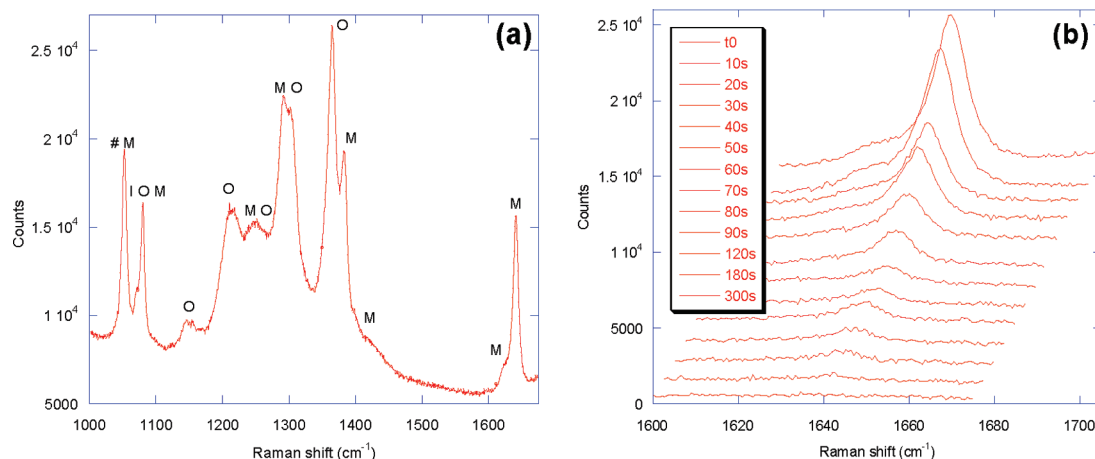 (a)
2.5 10⁴
2 10⁴
1.5 10⁴
1 10⁴
5000
Counts
# M
I O M
O
O
M O
M O
O
M
M
M
M
1000 1100 1200 1300 1400 1500 1600
Raman shift (cm⁻¹)
(b)
2.5 10⁴
2 10⁴
1.5 10⁴
1 10⁴
5000
0
Counts
t0
10s
20s
30s
40s
50s
60s
70s
80s
90s
120s
180s
300s
1600 1620 1640 1660 1680 1700
Raman shift (cm⁻¹)